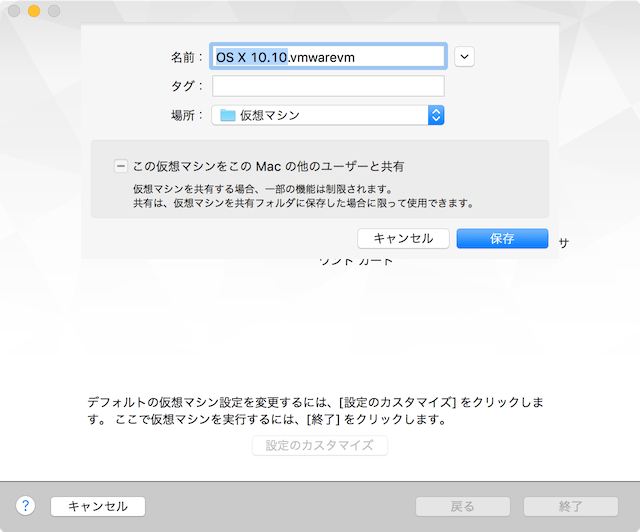 名前： OS X 10.10.vmwarevm
タグ：
場所： 仮想マシン
この仮想マシンをこの Mac の他のユーザーと共有
仮想マシンを共有する場合、一部の機能は制限されます。
共有は、仮想マシンを共有フォルダに保存した場合に限って使用できます。
キャンセル 保存
サ
ウンド カード
デフォルトの仮想マシン設定を変更するには、[設定のカスタマイズ] をクリックしま
す。 ここで仮想マシンを実行するには、[終了] をクリックします。
設定のカスタマイズ
? キャンセル 戻る 終了